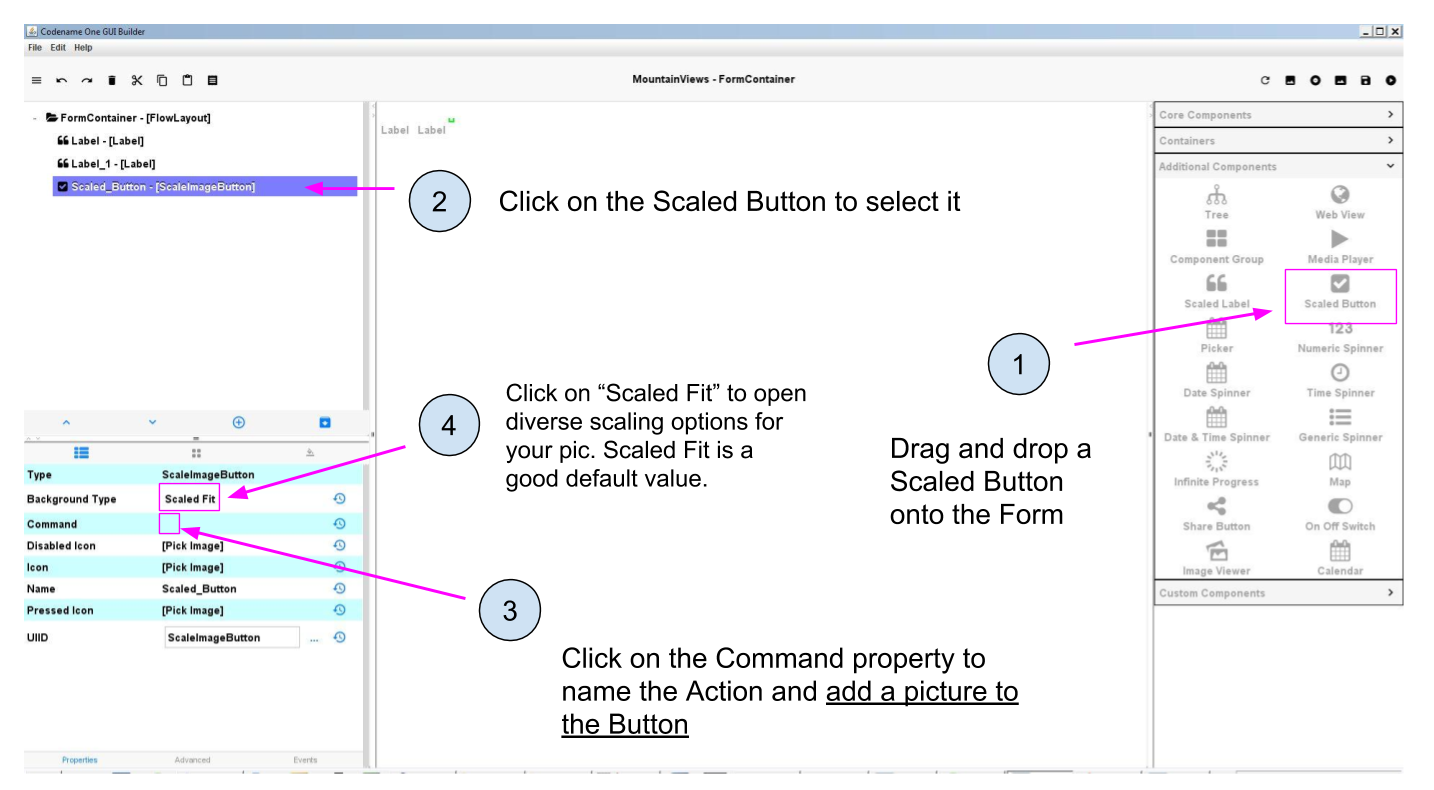 Codename One GUI Builder
File Edit Help
MountainViews - FormContainer
- FormContainer - [FlowLayout]
Label - [Label]
Label_1 - [Label]
Scaled_Button - [ScaleImageButton]
Label Label
2
Click on the Scaled Button to select it
1
Drag and drop a
Scaled Button
onto the Form
4
Click on “Scaled Fit” to open
diverse scaling options for
your pic. Scaled Fit is a
good default value.
3
Click on the Command property to
name the Action and add a picture to
the Button
Type ScaleImageButton
Background Type Scaled Fit
Command
Disabled Icon [Pick Image]
Icon [Pick Image]
Name Scaled_Button
Pressed Icon [Pick Image]
UIID ScaleImageButton ...
Properties Advanced Events
Core Components
Containers
Additional Components
Tree Web View
Component Group Media Player
Scaled Label Scaled Button
123
Picker Numeric Spinner
Date Spinner Time Spinner
Date & Time Spinner Generic Spinner
Infinite Progress Map
Share Button On Off Switch
Image Viewer Calendar
Custom Components